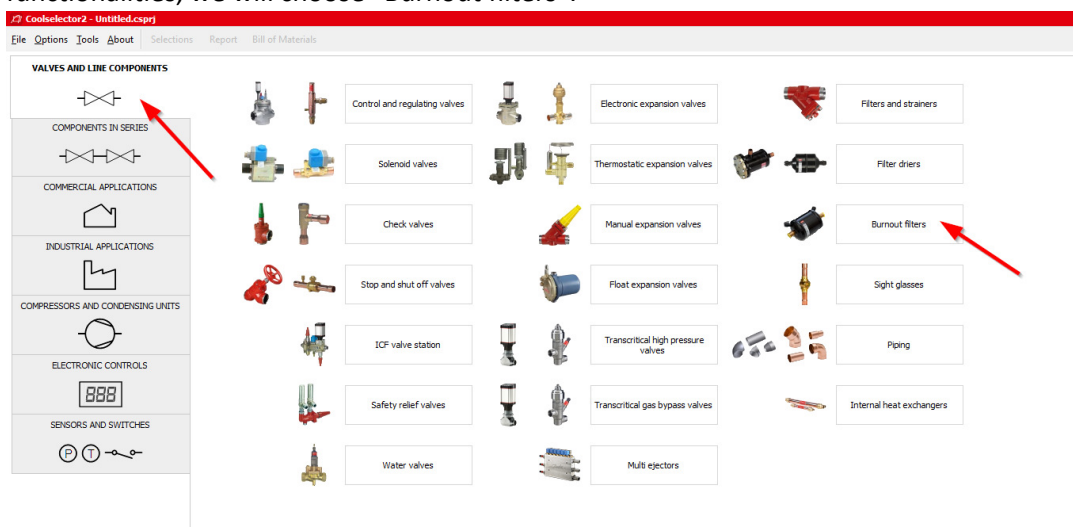 functionalities, we will choose "Burnout filters".
Coolselector2 - Untitled.csprj
File Options Tools About Selections Report Bill of Materials
VALVES AND LINE COMPONENTS
COMPONENTS IN SERIES
COMMERCIAL APPLICATIONS
INDUSTRIAL APPLICATIONS
COMPRESSORS AND CONDENSING UNITS
ELECTRONIC CONTROLS
888
SENSORS AND SWITCHES
P T
Control and regulating valves
Solenoid valves
Check valves
Stop and shut off valves
ICF valve station
Safety relief valves
Water valves
Electronic expansion valves
Thermostatic expansion valves
Manual expansion valves
Float expansion valves
Transcritical high pressure
valves
Transcritical gas bypass valves
Multi ejectors
Filters and strainers
Filter driers
Burnout filters
Sight glasses
Piping
Internal heat exchangers